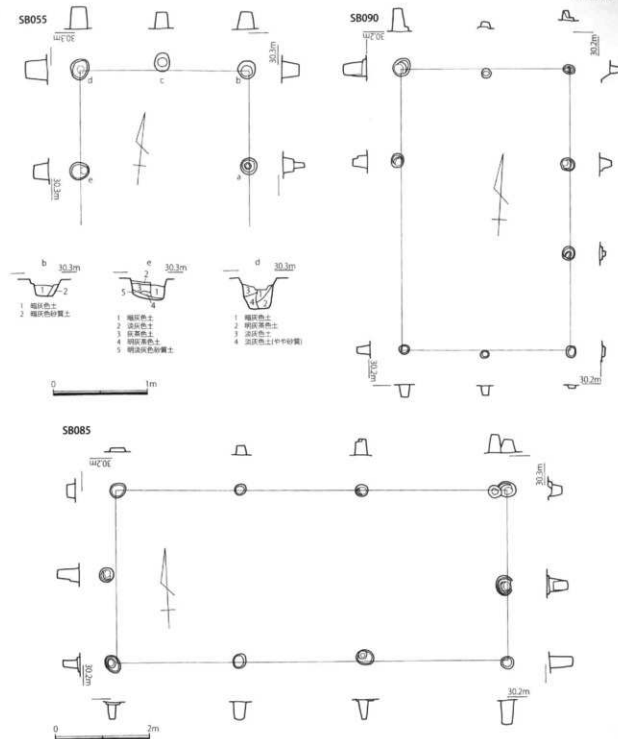 SB055
30.3m
30.3m
d
c
b
30.3m
e
a
b
30.3m
1
2
1 暗灰色土
2 暗灰色砂質土
e
30.3m
2
3
1
5
4
1 暗灰色土
2 淡灰色土
3 灰茶色土
4 明灰茶色土
5 明淡灰色砂質土
d
30.3m
3
1
4
2
1 暗灰色土
2 明灰茶色土
3 淡灰色土
4 淡灰色土(やや砂質)
0
1m
SB090
30.2m
30.2m
30.2m
30.2m
SB085
30.2m
30.3m
30.2m
30.2m
0
2m